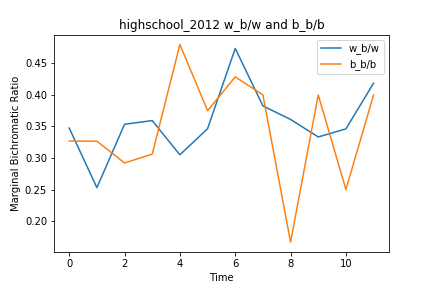 highschool_2012 w_b/w and b_b/b
w_b/w
b_b/b
Marginal Bichromatic Ratio
0.45
0.40
0.35
0.30
0.25
0.20
0 2 4 6 8 10
Time